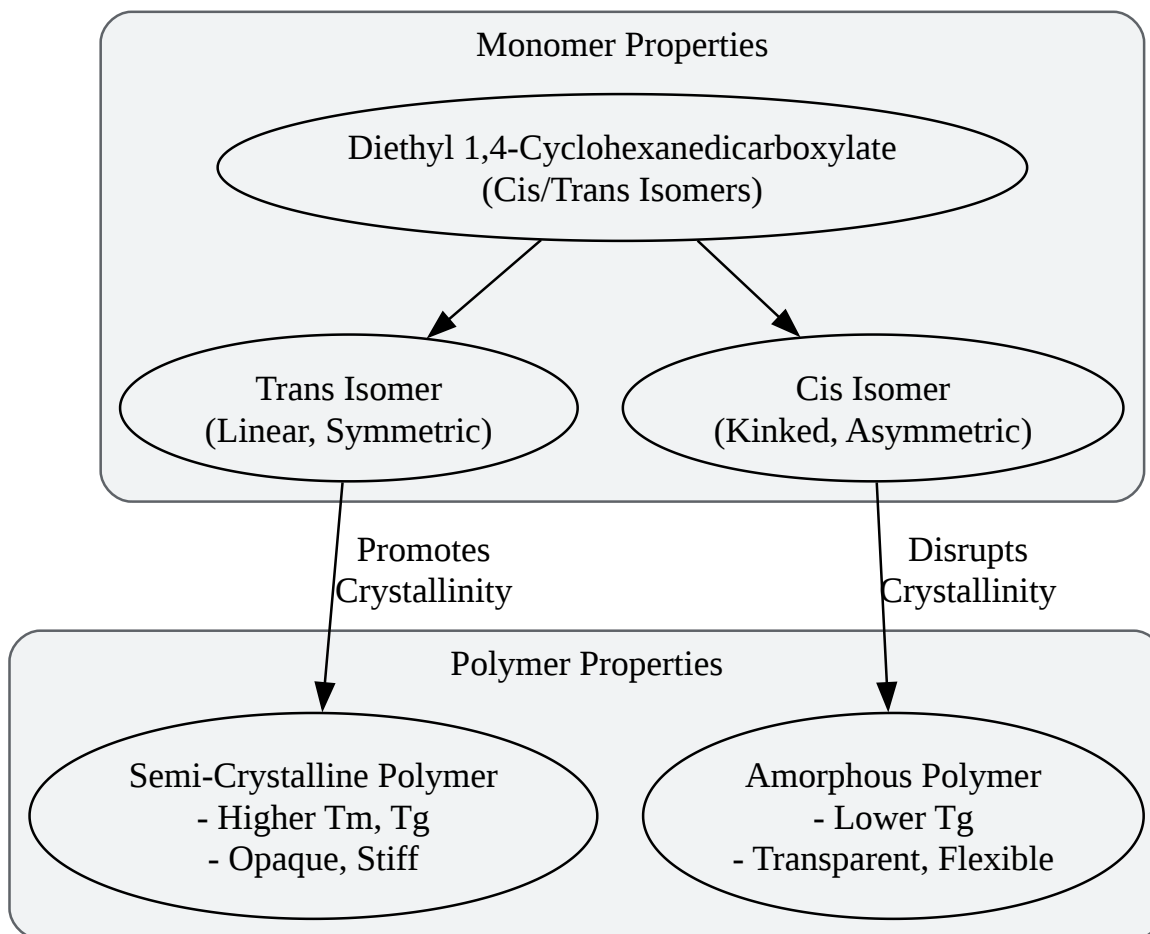 Monomer Properties
Diethyl 1,4-Cyclohexanedicarboxylate
(Cis/Trans Isomers)
Trans Isomer
(Linear, Symmetric)
Cis Isomer
(Kinked, Asymmetric)
Promotes
Crystallinity
Disrupts
Crystallinity
Polymer Properties
Semi-Crystalline Polymer
- Higher Tm, Tg
- Opaque, Stiff
Amorphous Polymer
- Lower Tg
- Transparent, Flexible